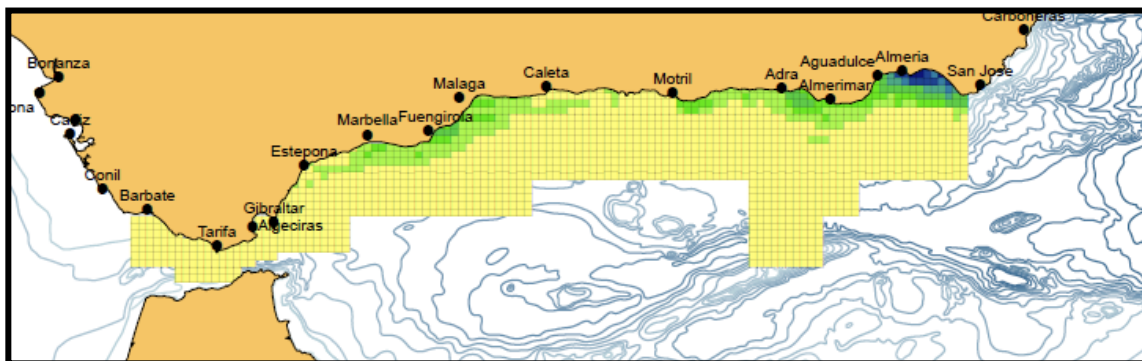 Carboneras
Bonanza
ona
Cadiz
Conil
Barbate
Tarifa
Gibraltar
Algeciras
Estepona
Marbella
Fuengirola
Malaga
Caleta
Motril
Adra
Almerimar
Aguadulce
Almeria
San Jose